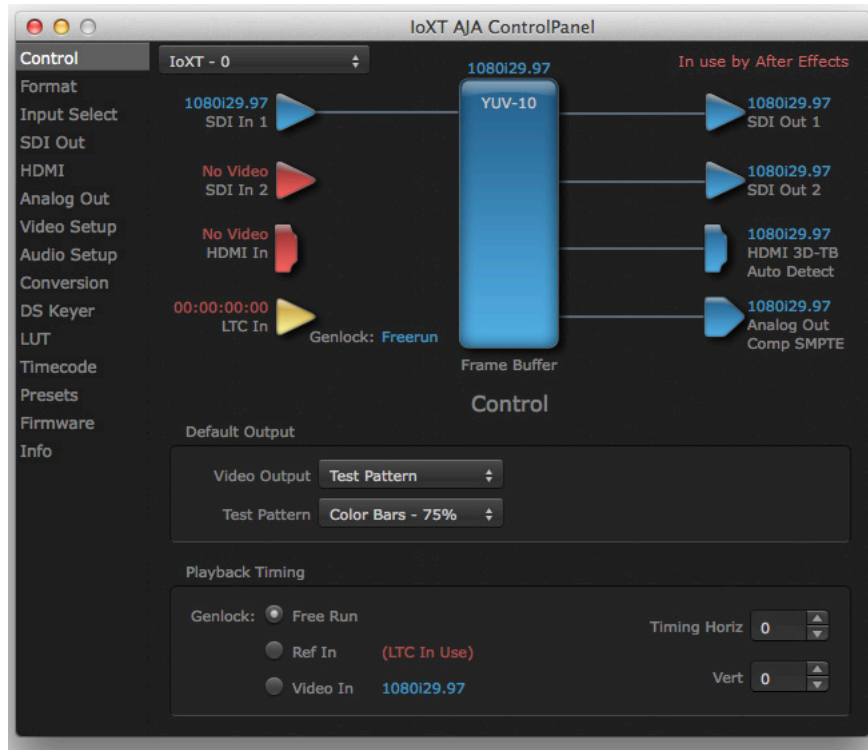 IoXT AJA ControlPanel
Control
Format
Input Select
SDI Out
HDMI
Analog Out
Video Setup
Audio Setup
Conversion
DS Keyer
LUT
Timecode
Presets
Firmware
Info
IoXT - 0
1080i29.97
In use by After Effects
1080i29.97
SDI In 1
YUV-10
1080i29.97
SDI Out 1
No Video
SDI In 2
1080i29.97
SDI Out 2
No Video
HDMI In
1080i29.97
HDMI 3D-TB
Auto Detect
00:00:00:00
LTC In
Genlock: Freerun
1080i29.97
Analog Out
Comp SMPTE
Frame Buffer
Control
Default Output
Video Output Test Pattern
Test Pattern Color Bars - 75%
Playback Timing
Genlock: Free Run
Ref In (LTC In Use)
Video In 1080i29.97
Timing Horiz 0
Vert 0